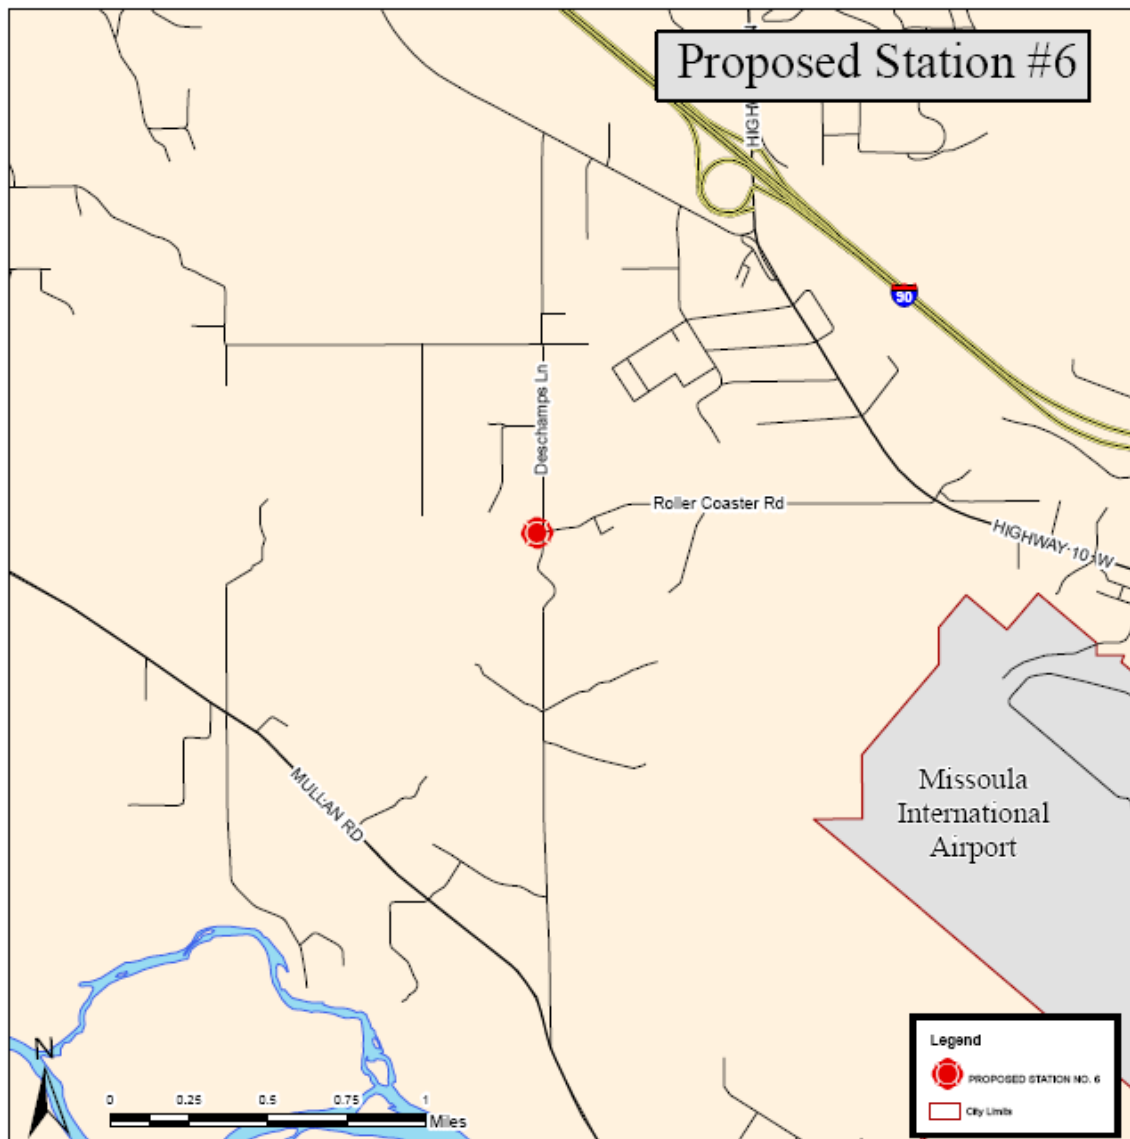 Proposed Station #6
HIGHWAY
90
Deschamps Ln
Roller Coaster Rd
HIGHWAY 10 W
MULLAN RD
Missoula
International
Airport
N
0 0.25 0.5 0.75 1
Miles
Legend
PROPOSED STATION NO. 6
City Limits